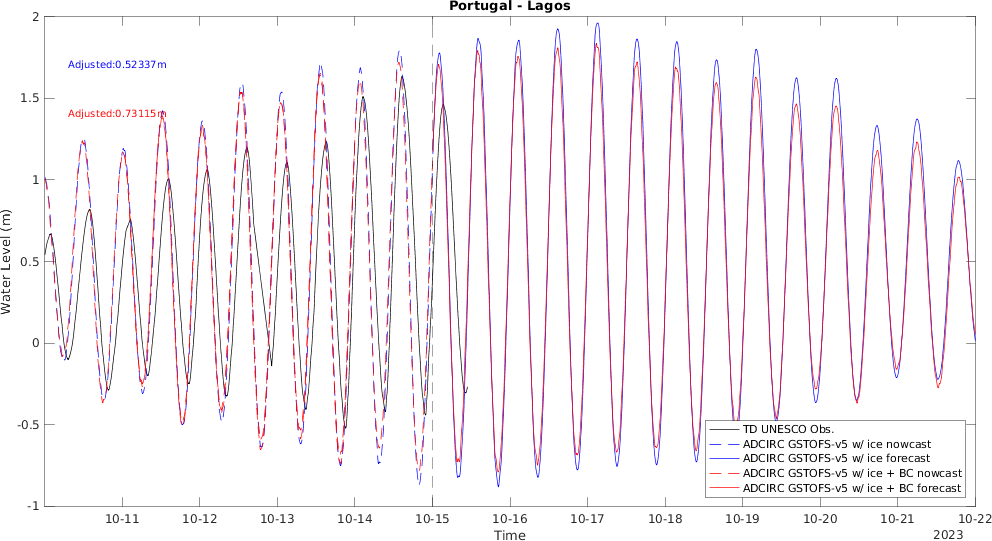 Portugal - Lagos
2
1.5
1
0.5
0
-0.5
-1
Water Level (m)
Adjusted:0.52337m
Adjusted:0.73115m
TD UNESCO Obs.
ADCIRC GSTOFS-v5 w/ ice nowcast
ADCIRC GSTOFS-v5 w/ ice forecast
ADCIRC GSTOFS-v5 w/ ice + BC nowcast
ADCIRC GSTOFS-v5 w/ ice + BC forecast
10-11 10-12 10-13 10-14 10-15 10-16 10-17 10-18 10-19 10-20 10-21 10-22
Time
2023